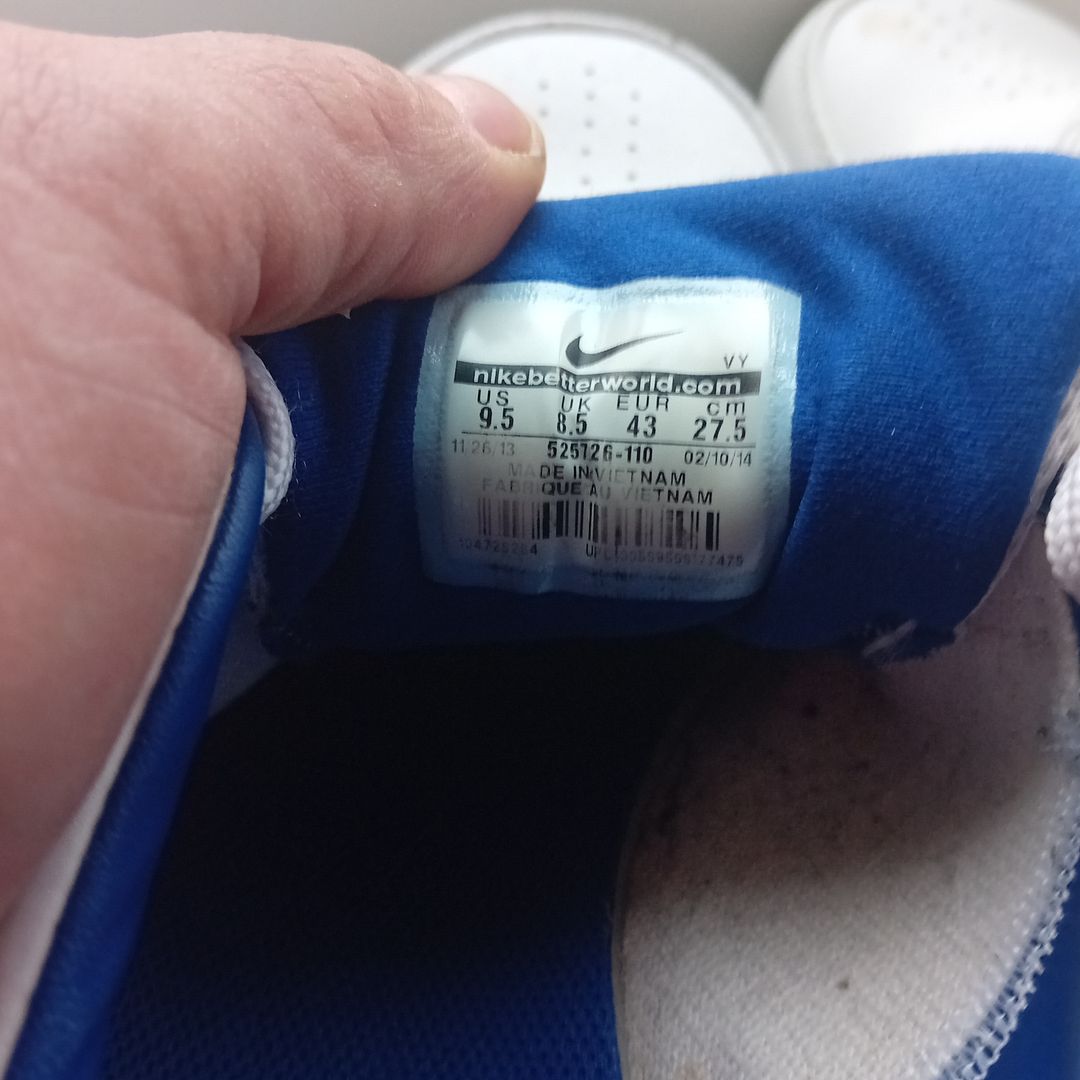 VY
nikebetterworld.com
US UK EUR cm
9.5 8.5 43 27.5
11/26/13 525726-110 02/10/14
MADE IN VIETNAM
FABRIQUE AU VIETNAM